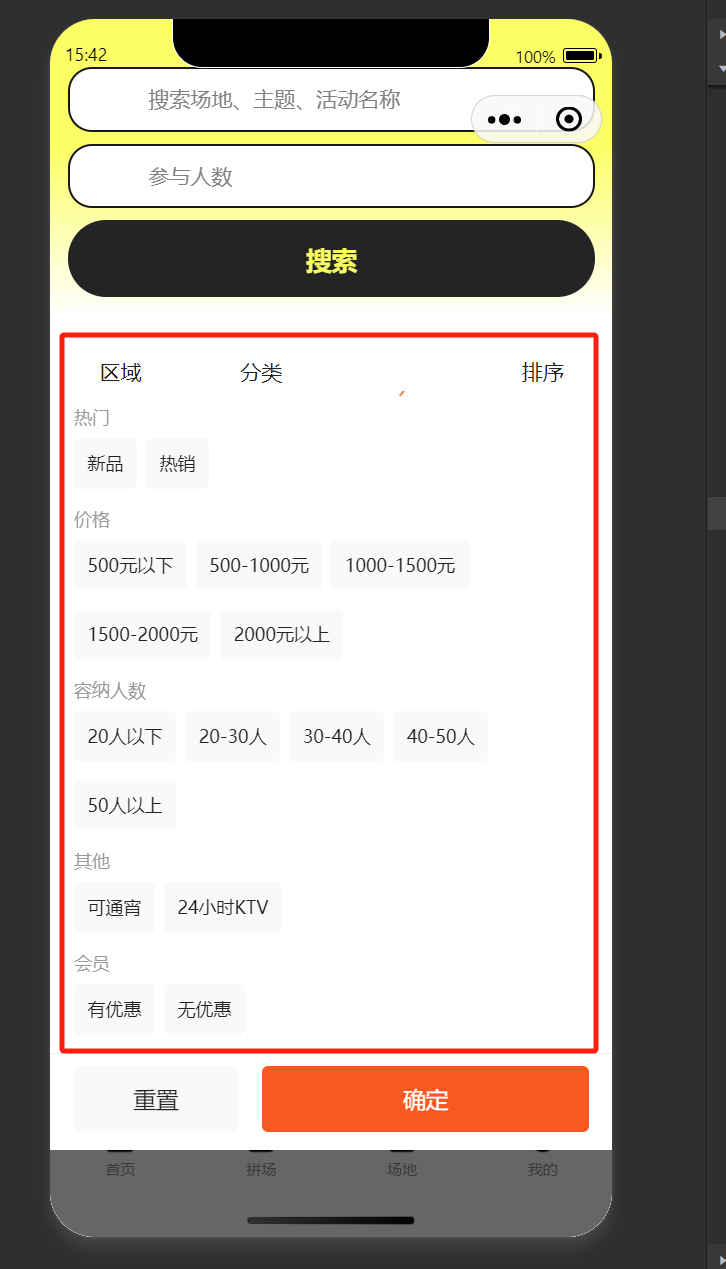 15:42 100%
搜索场地、主题、活动名称
参与人数
搜索
区域 分类 排序
热门
新品 热销
价格
500元以下 500-1000元 1000-1500元
1500-2000元 2000元以上
容纳人数
20人以下 20-30人 30-40人 40-50人
50人以上
其他
可通宵 24小时KTV
会员
有优惠 无优惠
重置 确定
首页 拼场 场地 我的